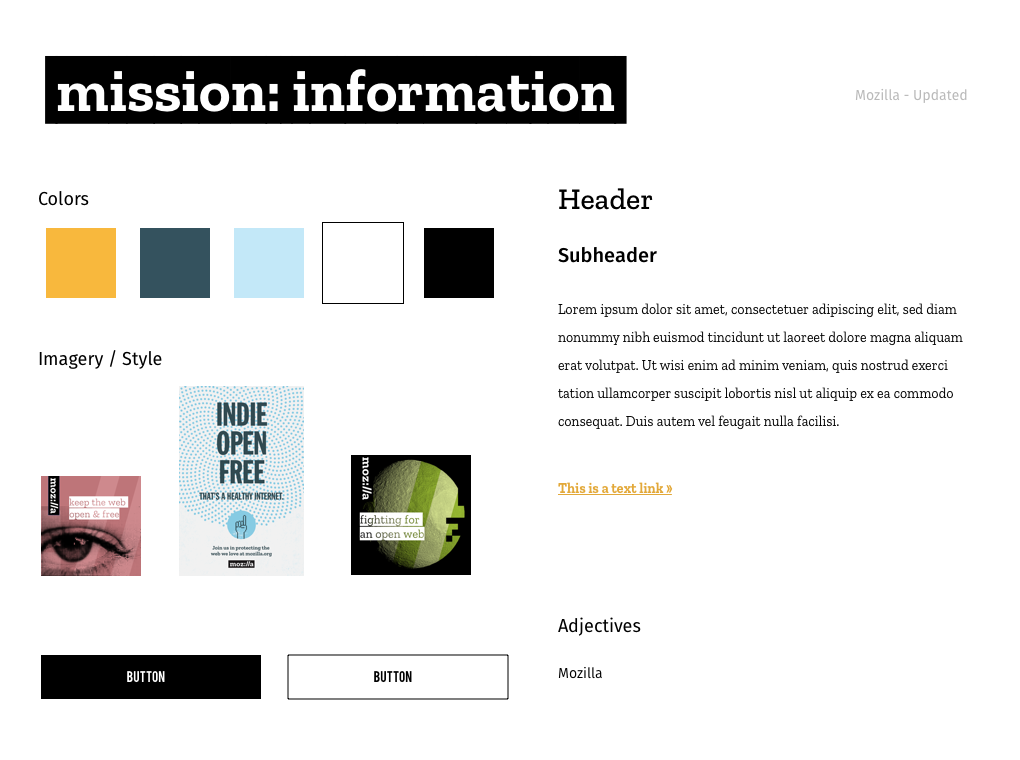 mission: information
Mozilla - Updated
Colors
Imagery / Style
moz://a
keep the web
open & free
INDIE
OPEN
FREE
THAT'S A HEALTHY INTERNET.
Join us in protecting the
web we love at mozilla.org
moz://a
moz://a
fighting for
an open web
BUTTON
BUTTON
Header
Subheader
Lorem ipsum dolor sit amet, consectetuer adipiscing elit, sed diam
nonummy nibh euismod tincidunt ut laoreet dolore magna aliquam
erat volutpat. Ut wisi enim ad minim veniam, quis nostrud exerci
tation ullamcorper suscipit lobortis nisl ut aliquip ex ea commodo
consequat. Duis autem vel feugait nulla facilisi.
This is a text link »
Adjectives
Mozilla